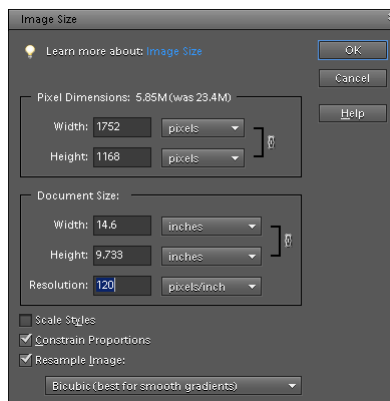 Image Size
Learn more about: Image Size
OK
Cancel
Help
Pixel Dimensions: 5.85M (was 23.4M)
Width: 1752 pixels
Height: 1168 pixels
Document Size:
Width: 14.6 inches
Height: 9.733 inches
Resolution: 120 pixels/inch
Scale Styles
Constrain Proportions
Resample Image:
Bicubic (best for smooth gradients)